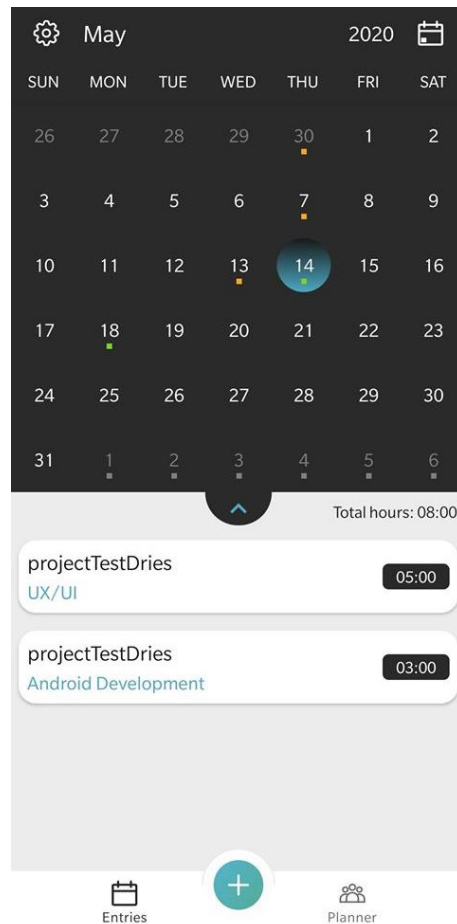 May 2020
SUN MON TUE WED THU FRI SAT
26 27 28 29 30 1 2
3 4 5 6 7 8 9
10 11 12 13 14 15 16
17 18 19 20 21 22 23
24 25 26 27 28 29 30
31 1 2 3 4 5 6
Total hours: 08:00
projectTestDries
UX/UI
05:00
projectTestDries
Android Development
03:00
Entries
Planner